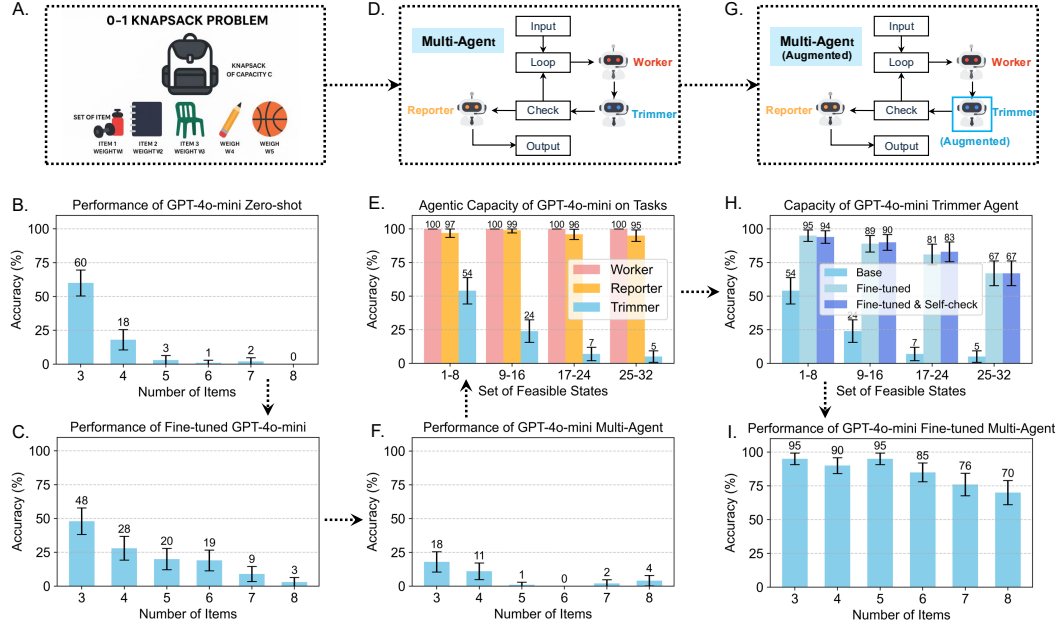 A.
0–1 KNAPSACK PROBLEM
KNAPSACK
OF CAPACITY C
SET OF ITEM
ITEM 1
WEIGHT W1
ITEM 2
WEIGHT W2
ITEM 3
WEIGHT W3
WEIGH
W4
WEIGH
W5
D.
Multi-Agent
Input
Loop
Worker
Reporter
Check
Trimmer
Output
G.
Multi-Agent
(Augmented)
Input
Loop
Worker
Reporter
Check
Trimmer
(Augmented)
Output
B.
Performance of GPT-4o-mini Zero-shot
Accuracy (%)
100
75
50
25
0
60
18
3
1
2
0
3 4 5 6 7 8
Number of Items
E.
Agentic Capacity of GPT-4o-mini on Tasks
Accuracy (%)
100
75
50
25
0
100 97 54
100 99 24
100 96 7
100 95 5
Worker
Reporter
Trimmer
1-8 9-16 17-24 25-32
Set of Feasible States
H.
Capacity of GPT-4o-mini Trimmer Agent
Accuracy (%)
100
75
50
25
0
54 95 94
24 89 90
7 81 83
5 67 67
Base
Fine-tuned
Fine-tuned & Self-check
1-8 9-16 17-24 25-32
Set of Feasible States
C.
Performance of Fine-tuned GPT-4o-mini
Accuracy (%)
100
75
50
25
0
48
28
20
19
9
3
3 4 5 6 7 8
Number of Items
F.
Performance of GPT-4o-mini Multi-Agent
Accuracy (%)
100
75
50
25
0
18
11
1
0
2
4
3 4 5 6 7 8
Number of Items
I.
Performance of GPT-4o-mini Fine-tuned Multi-Agent
Accuracy (%)
100
75
50
25
0
95
90
95
85
76
70
3 4 5 6 7 8
Number of Items